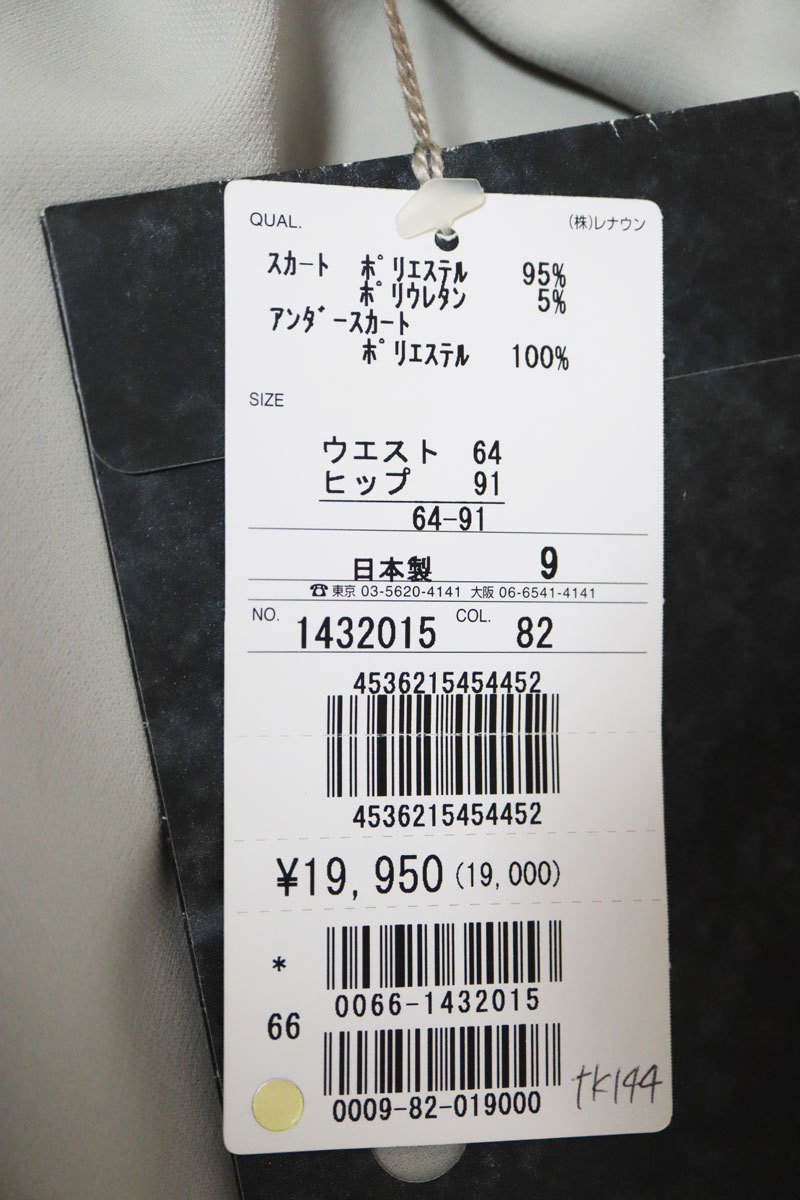 QUAL. (株)レナウン
スカート ポリエステル 95%
ポリウレタン 5%
アンダースカート
ポリエステル 100%
SIZE
ウエスト 64
ヒップ 91
64-91
日本製 9
☎東京 03-5620-4141 大阪 06-6541-4141
NO. 1432015 COL. 82
4536215454452
4536215454452
¥19,950(19,000)
*
0066-1432015
66
0009-82-019000
tk144